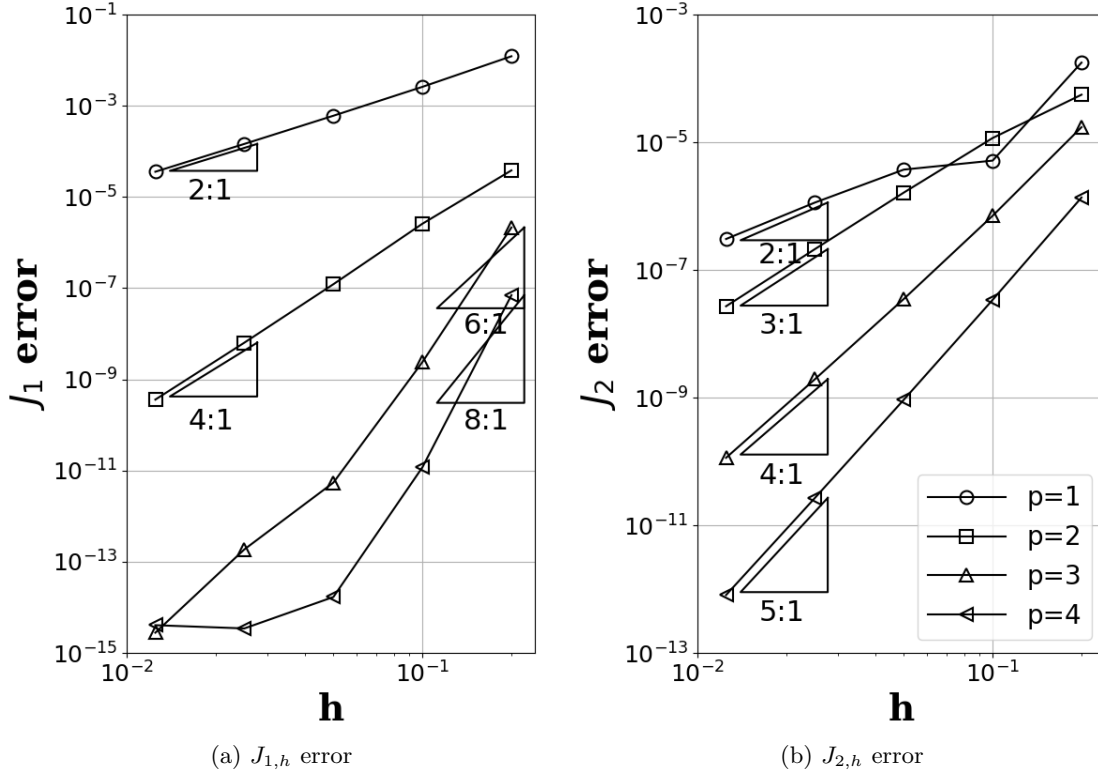 10⁻¹
10⁻³
10⁻⁵
10⁻⁷
10⁻⁹
10⁻¹¹
10⁻¹³
10⁻¹⁵
J₁ error
2:1
4:1
6:1
8:1
10⁻²
10⁻¹
h
(a) J₁,ₕ error
10⁻³
10⁻⁵
10⁻⁷
10⁻⁹
10⁻¹¹
10⁻¹³
J₂ error
2:1
3:1
4:1
5:1
p=1
p=2
p=3
p=4
10⁻²
10⁻¹
h
(b) J₂,ₕ error